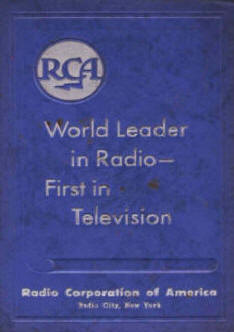 RCA
World Leader
in Radio—
First in
Television
Radio Corporation of America
Radio City, New York